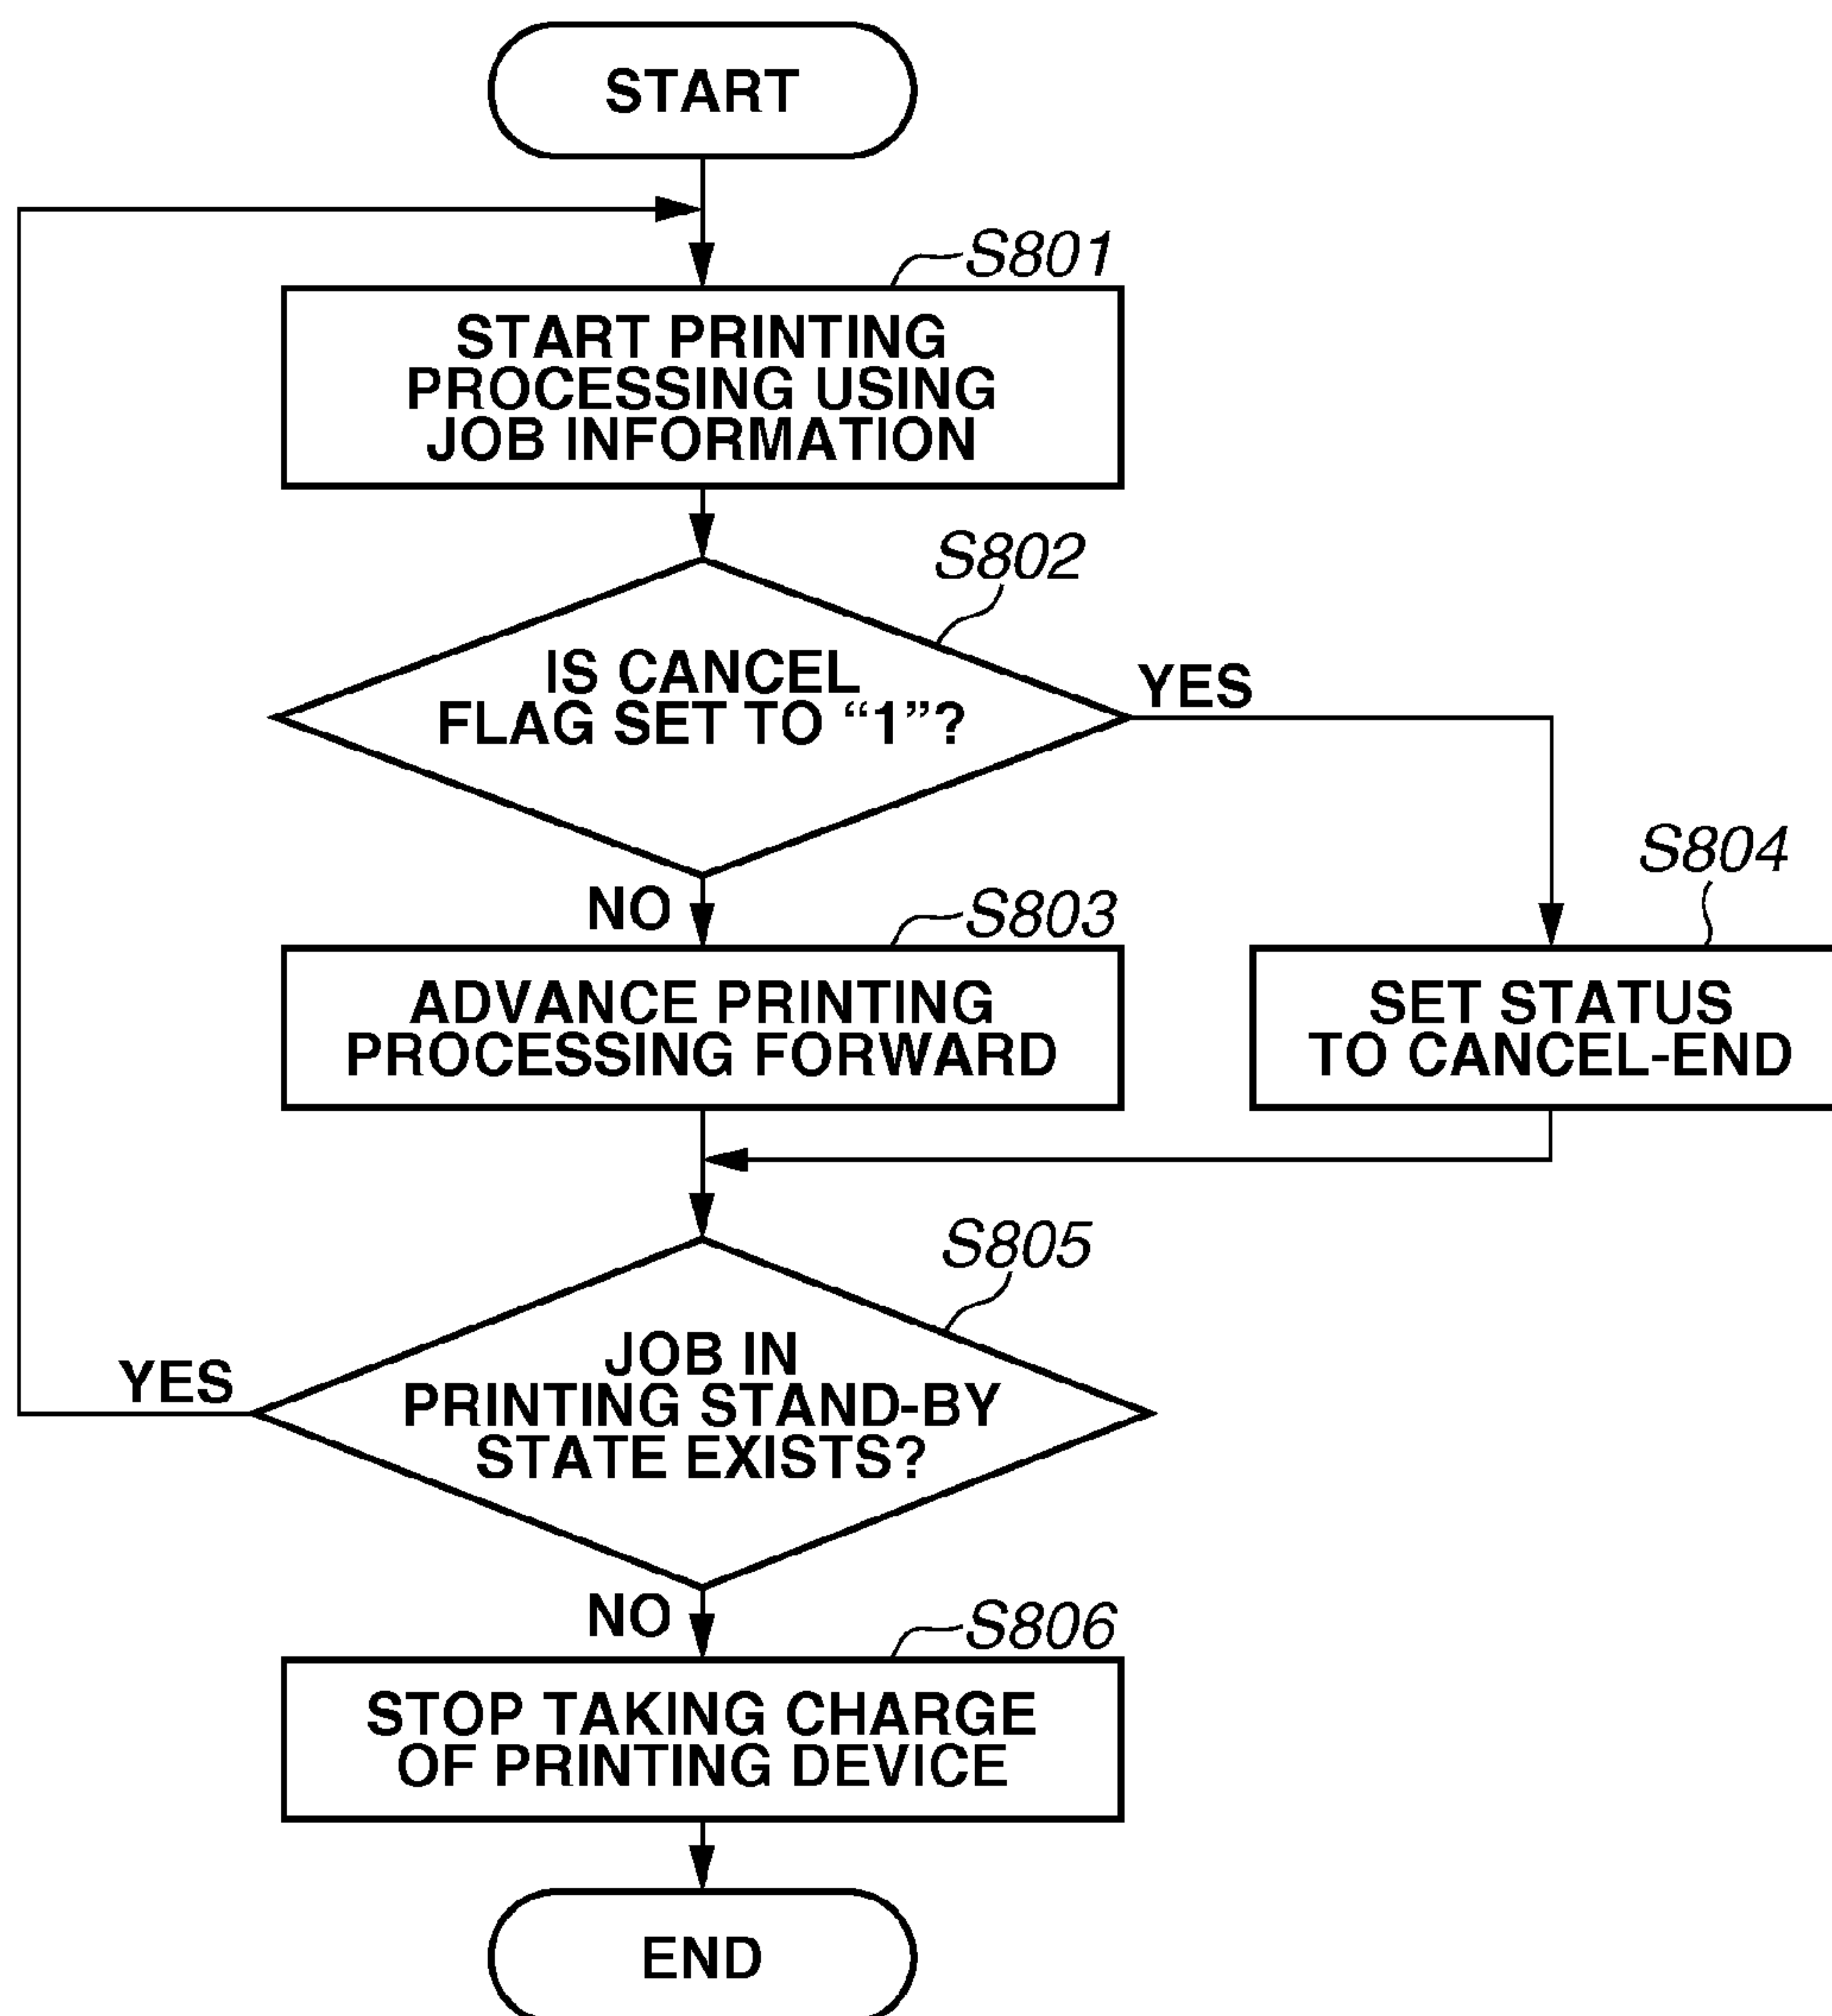 START
S801
START PRINTING
PROCESSING USING
JOB INFORMATION
S802
IS CANCEL
FLAG SET TO “1”?
YES
NO
S803
ADVANCE PRINTING
PROCESSING FORWARD
S804
SET STATUS
TO CANCEL-END
S805
JOB IN
PRINTING STAND-BY
STATE EXISTS?
YES
NO
S806
STOP TAKING CHARGE
OF PRINTING DEVICE
END